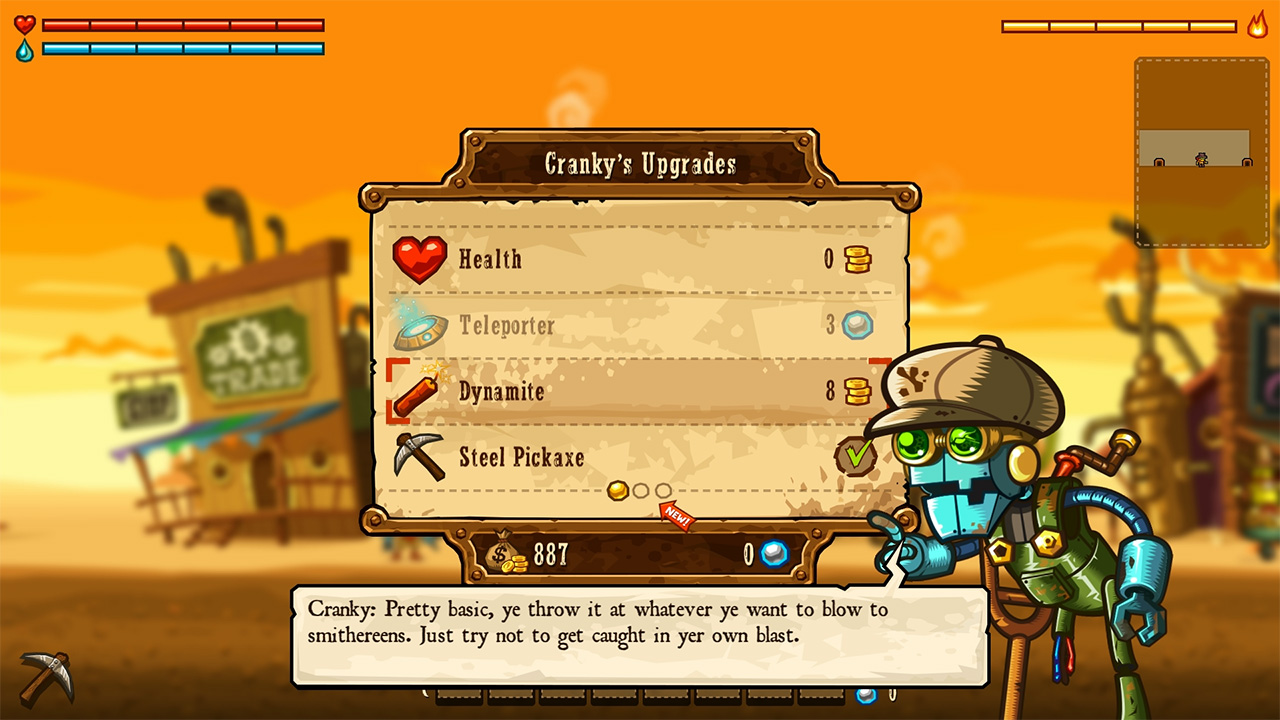 Cranky's Upgrades
Health 0
Teleporter 3
TRADE
Dynamite 8
Steel Pickaxe
NEW!
$ 887 0
Cranky: Pretty basic, ye throw it at whatever ye want to blow to
smithereens. Just try not to get caught in yer own blast.
0